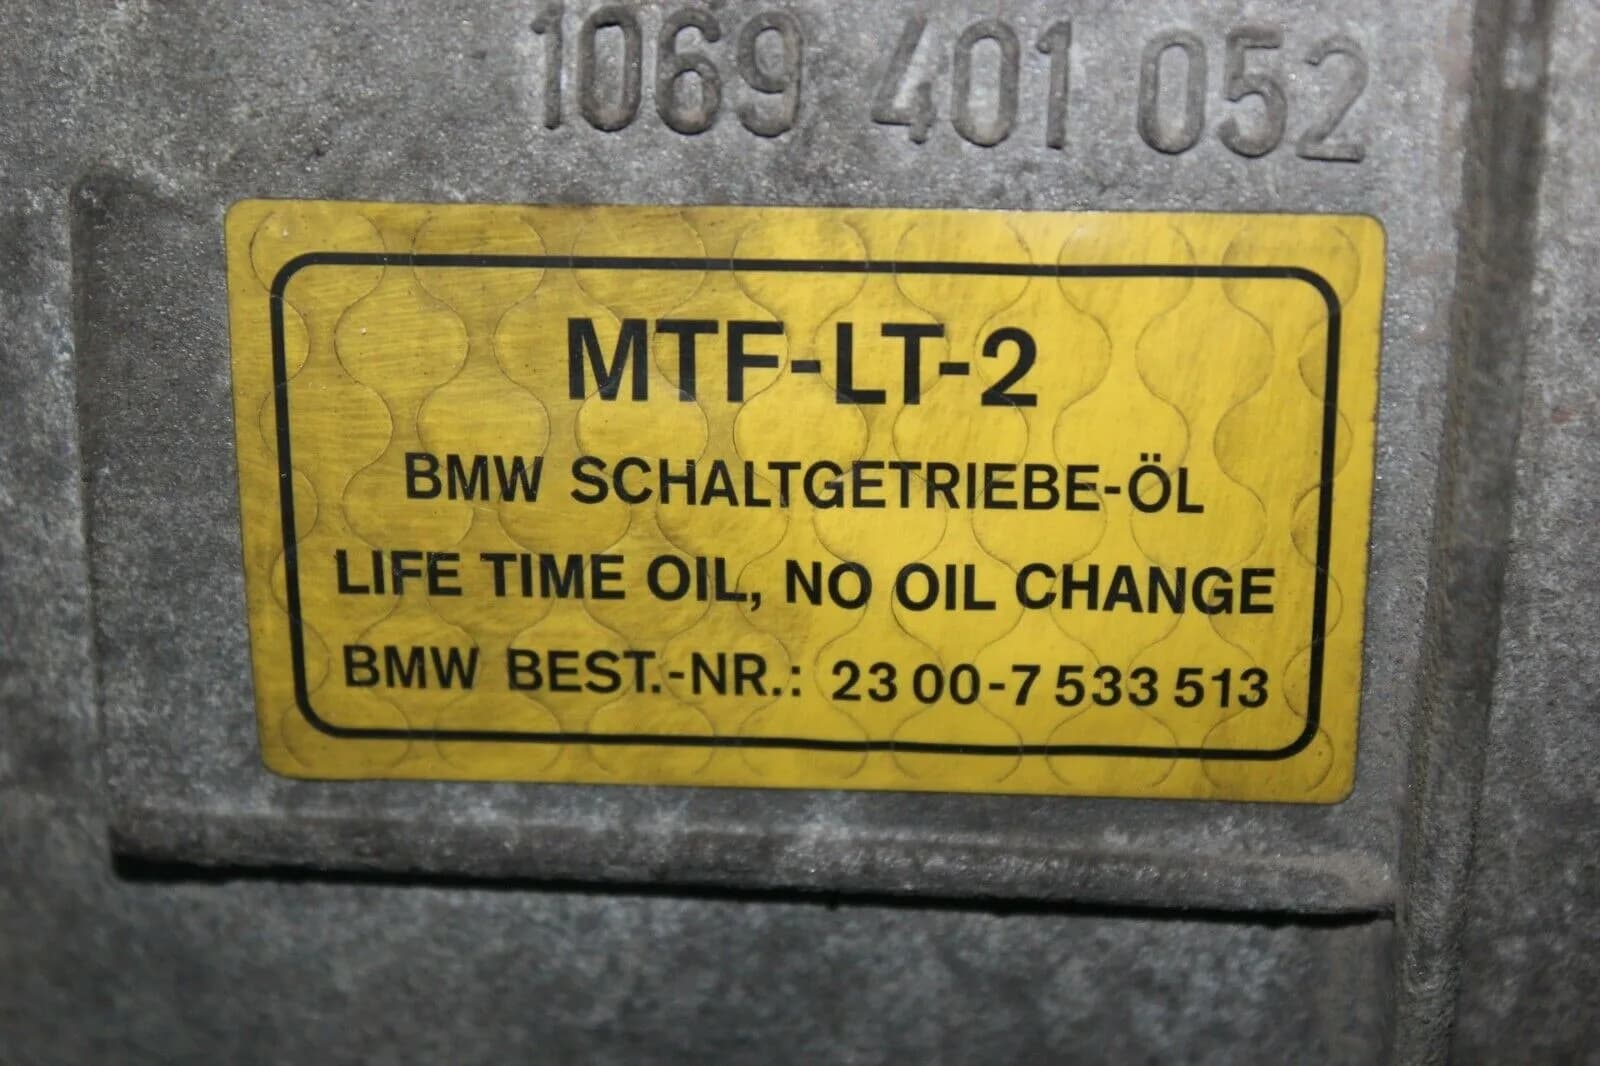 1069 401 052
MTF-LT-2
BMW SCHALTGETRIEBE-ÖL
LIFE TIME OIL, NO OIL CHANGE
BMW BEST.-NR.: 23 00-7 533 513